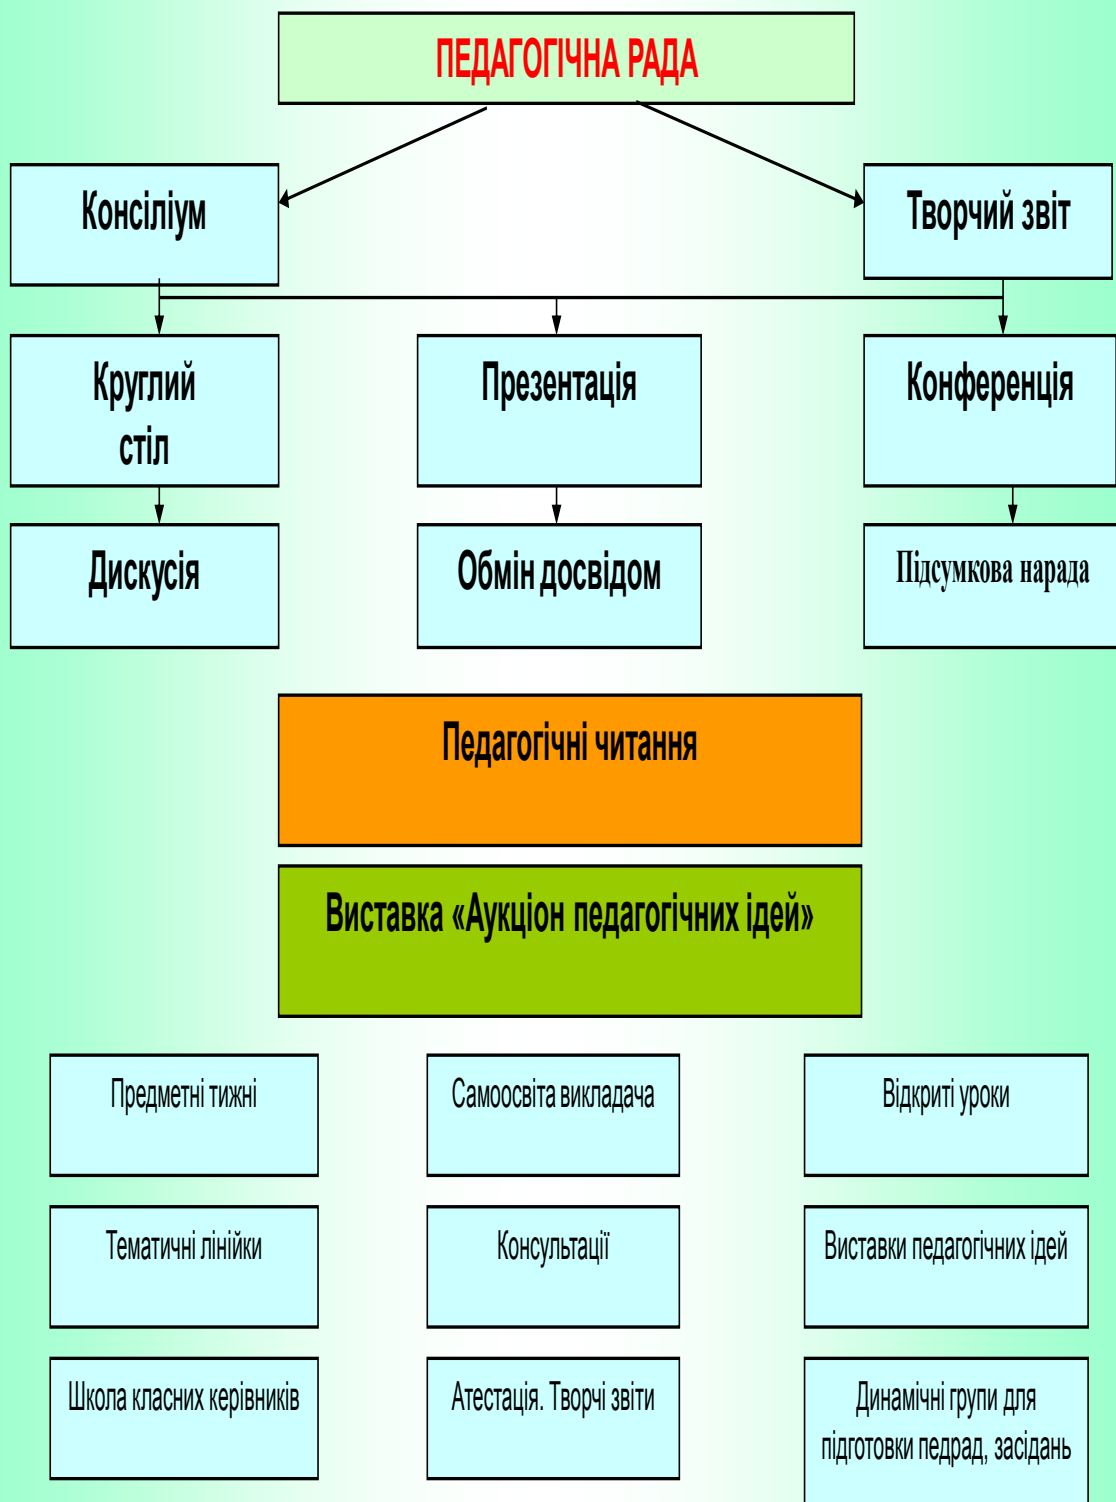 ПЕДАГОГІЧНА РАДА
Консіліум
Творчий звіт
Круглий
стіл
Презентація
Конференція
Дискусія
Обмін досвідом
Підсумкова нарада
Педагогічні читання
Виставка «Аукціон педагогічних ідей»
Предметні тижні
Самоосвіта викладача
Відкриті уроки
Тематичні лінійки
Консультації
Виставки педагогічних ідей
Школа класних керівників
Атестація. Творчі звіти
Динамічні групи для
підготовки педрад, засідань